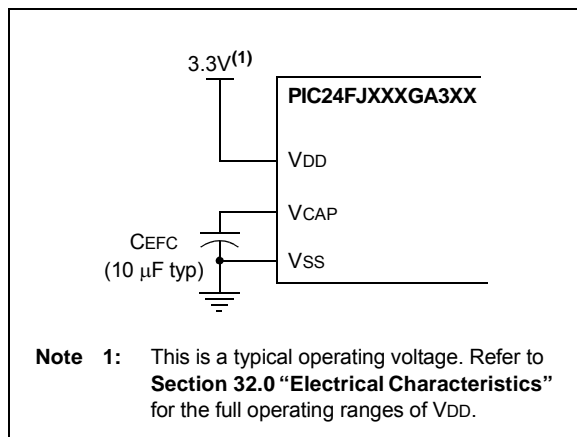 3.3V(1)
PIC24FJXXXGA3XX
VDD
VCAP
CEFC
(10 μF typ)
VSS
Note 1: This is a typical operating voltage. Refer to
Section 32.0 “Electrical Characteristics”
for the full operating ranges of VDD.